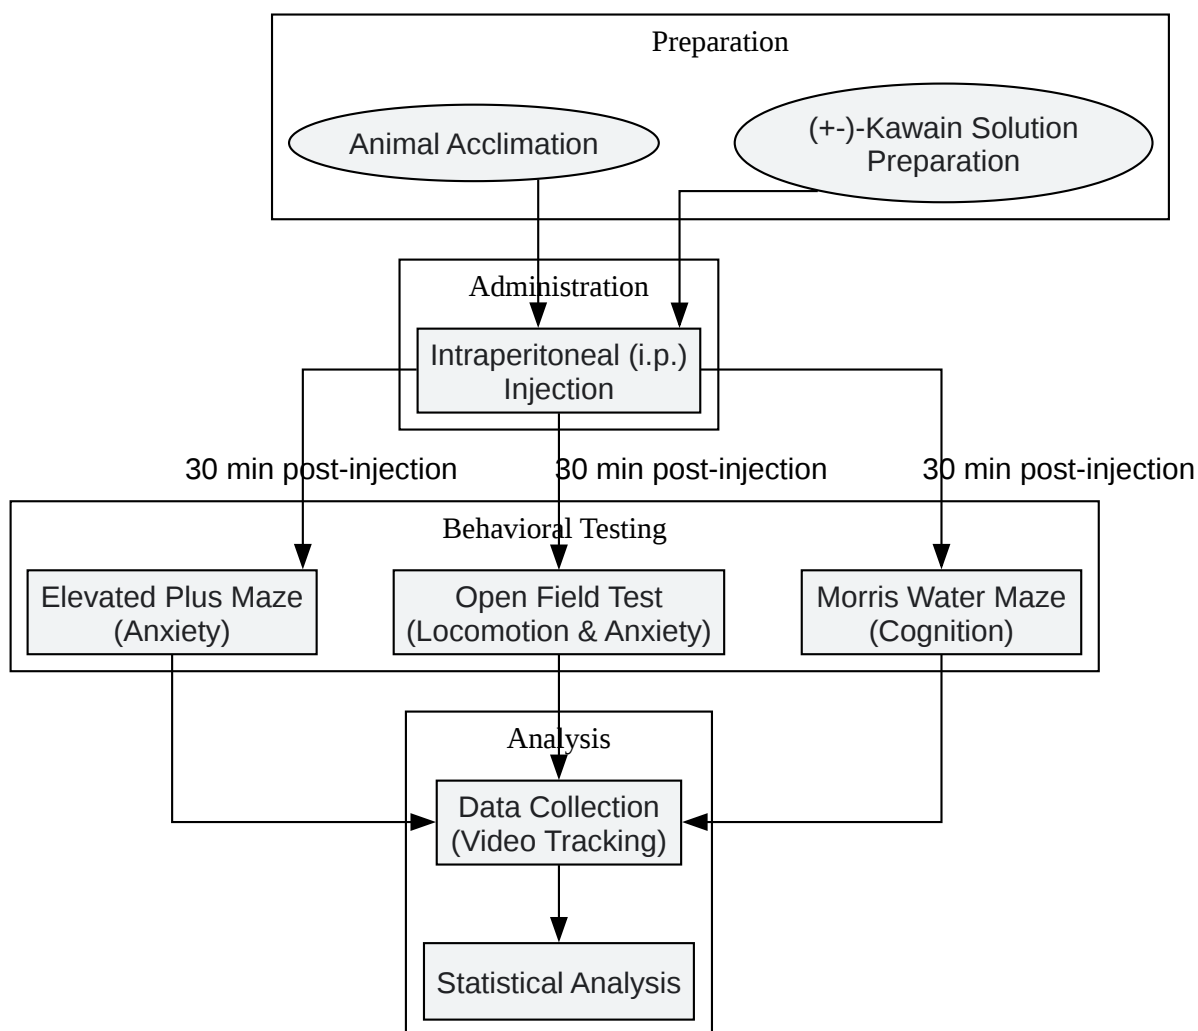 Preparation
Animal Acclimation
(+-)-Kawain Solution
Preparation
Administration
Intraperitoneal (i.p.)
Injection
30 min post-injection
30 min post-injection
30 min post-injection
Behavioral Testing
Elevated Plus Maze
(Anxiety)
Open Field Test
(Locomotion & Anxiety)
Morris Water Maze
(Cognition)
Analysis
Data Collection
(Video Tracking)
Statistical Analysis